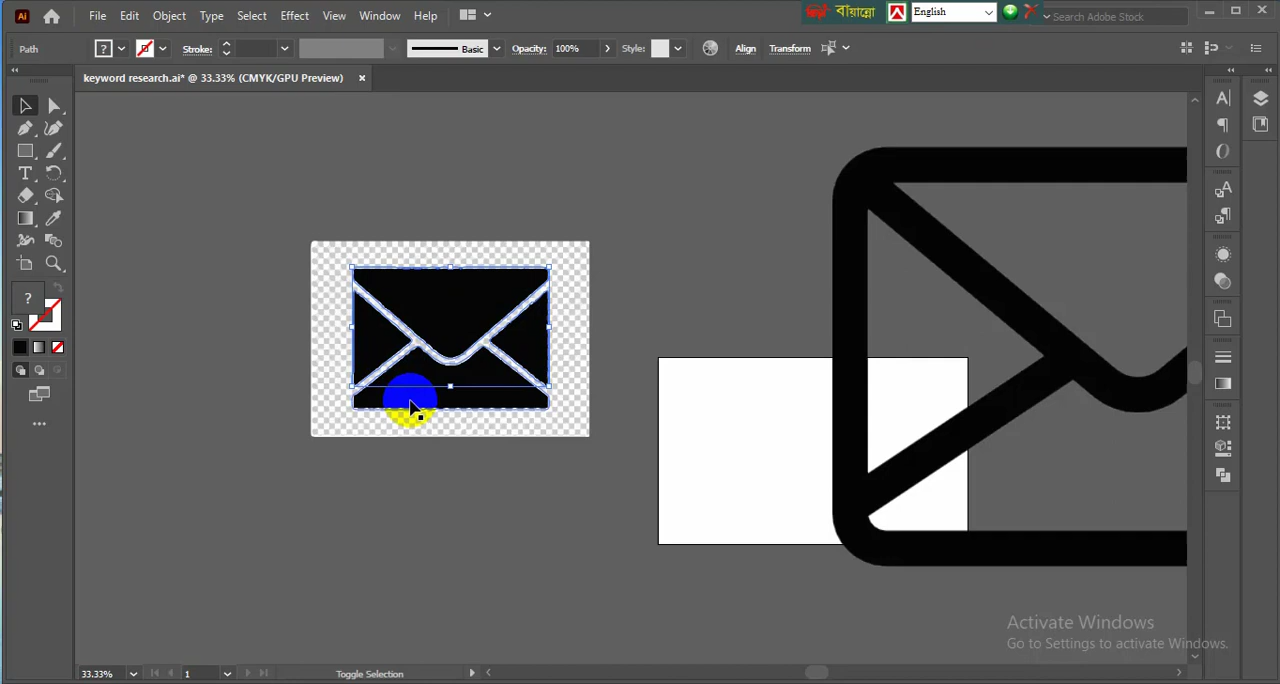 Ai File Edit Object Type Select Effect View Window Help বায়ান্নো English Search Adobe Stock
Path ? Stroke: Basic Opacity: 100% Style: Align Transform
keyword research.ai* @ 33.33% (CMYK/GPU Preview)
?
Activate Windows
Go to Settings to activate Windows.
33.33% 1 Toggle Selection